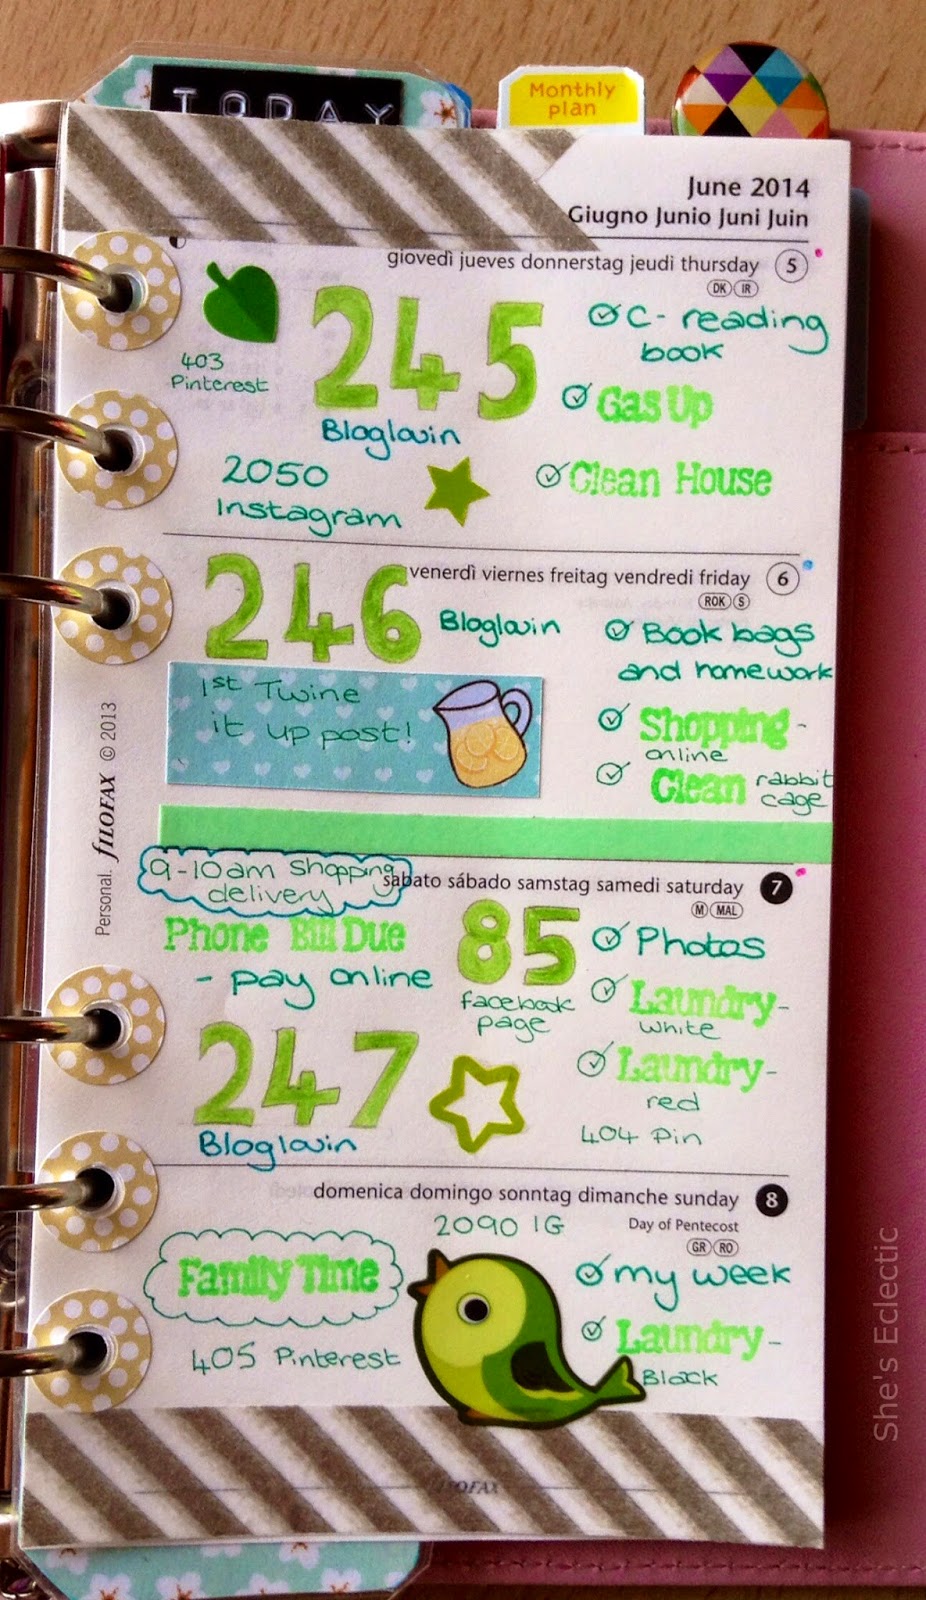 TODAY
Monthly
plan
June 2014
Giugno Junio Juni Juin
giovedì jueves donnerstag jeudi thursday 5
DK IR
403
Pinterest
245
Bloglovin
2050
Instagram
C- reading
book
Gas Up
Clean House
venerdì viernes freitag vendredi friday 6
ROK S
246 Bloglovin
1st Twine
it up post!
Book bags
and homework
Shopping -
online
Clean rabbit
cage
Personal. fILOFAX © 2013
9-10am shopping
delivery
sabato sábado samstag samedi saturday 7
M MAL
Phone Bill Due
- pay online
85
facebook
page
247
Bloglovin
Photos
Laundry-
white
Laundry-
red
404 Pin
domenica domingo sonntag dimanche sunday 8
2090 IG
Day of Pentecost
GR RO
Family Time
405 Pinterest
my week
Laundry-
Black
fILOFAX
She's Eclectic